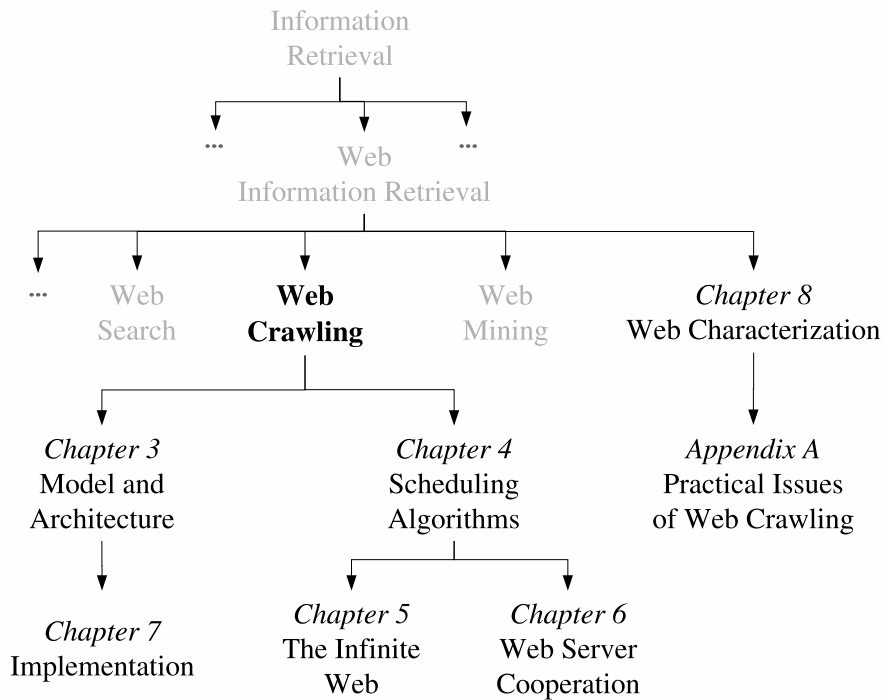 Information
Retrieval
...
...
Web
Information Retrieval
...
Web
Search
Web
Crawling
Web
Mining
Chapter 8
Web Characterization
Chapter 3
Model and
Architecture
Chapter 4
Scheduling
Algorithms
Appendix A
Practical Issues
of Web Crawling
Chapter 7
Implementation
Chapter 5
The Infinite
Web
Chapter 6
Web Server
Cooperation